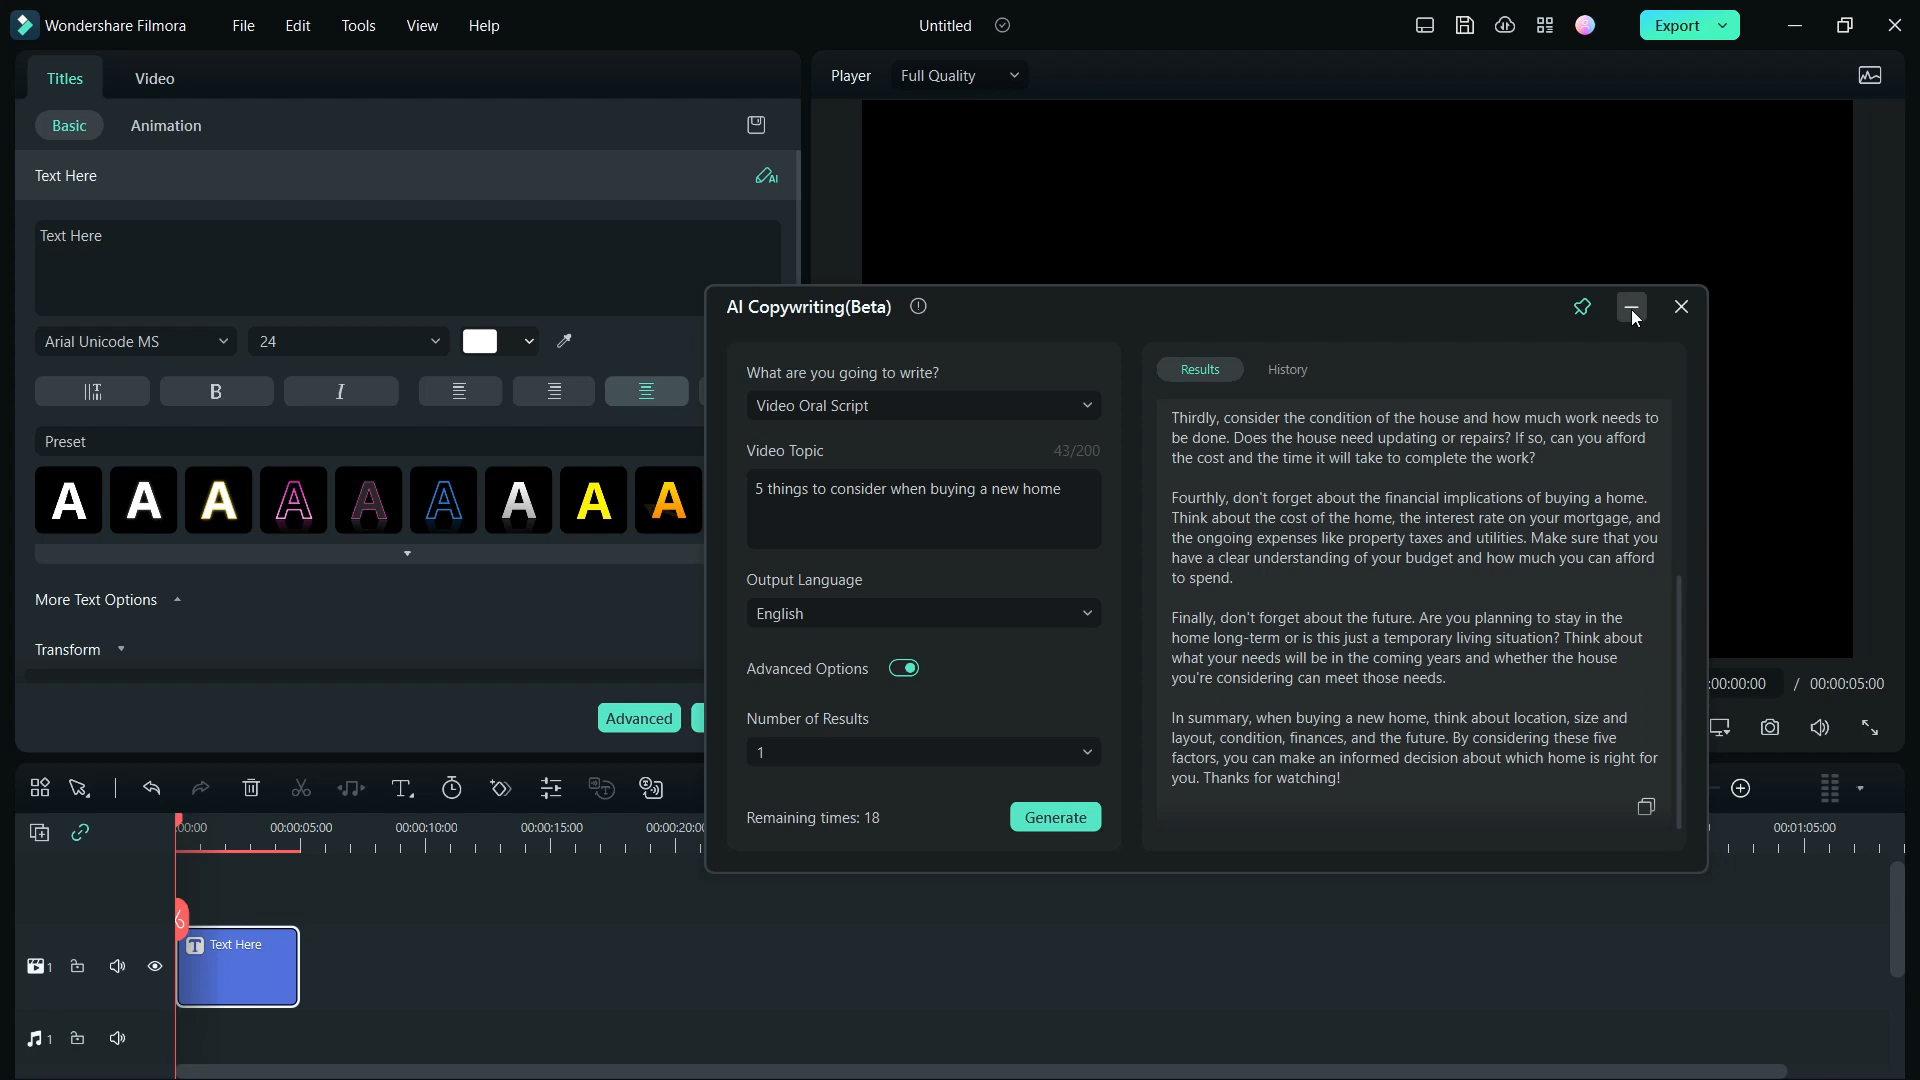 Wondershare Filmora
File
Edit
Tools
View
Help
Untitled
Export
Titles
Video
Player
Full Quality
Basic
Animation
Text Here
AI
Text Here
Arial Unicode MS
24
B
I
Preset
A A A A A A A A A
More Text Options
Transform
Advanced
AI Copywriting(Beta)
What are you going to write?
Video Oral Script
Video Topic
43/200
5 things to consider when buying a new home
Output Language
English
Advanced Options
Number of Results
1
Remaining times: 18
Generate
Results
History
Thirdly, consider the condition of the house and how much work needs to
be done. Does the house need updating or repairs? If so, can you afford
the cost and the time it will take to complete the work?
Fourthly, don't forget about the financial implications of buying a home.
Think about the cost of the home, the interest rate on your mortgage, and
the ongoing expenses like property taxes and utilities. Make sure that you
have a clear understanding of your budget and how much you can afford
to spend.
Finally, don't forget about the future. Are you planning to stay in the
home long-term or is this just a temporary living situation? Think about
what your needs will be in the coming years and whether the house
you're considering can meet those needs.
In summary, when buying a new home, think about location, size and
layout, condition, finances, and the future. By considering these five
factors, you can make an informed decision about which home is right for
you. Thanks for watching!
:00:00:00 / 00:00:05:00
:00:00
00:00:05:00
00:00:10:00
00:00:15:00
00:00:20:00
00:01:05:00
T Text Here
1
1